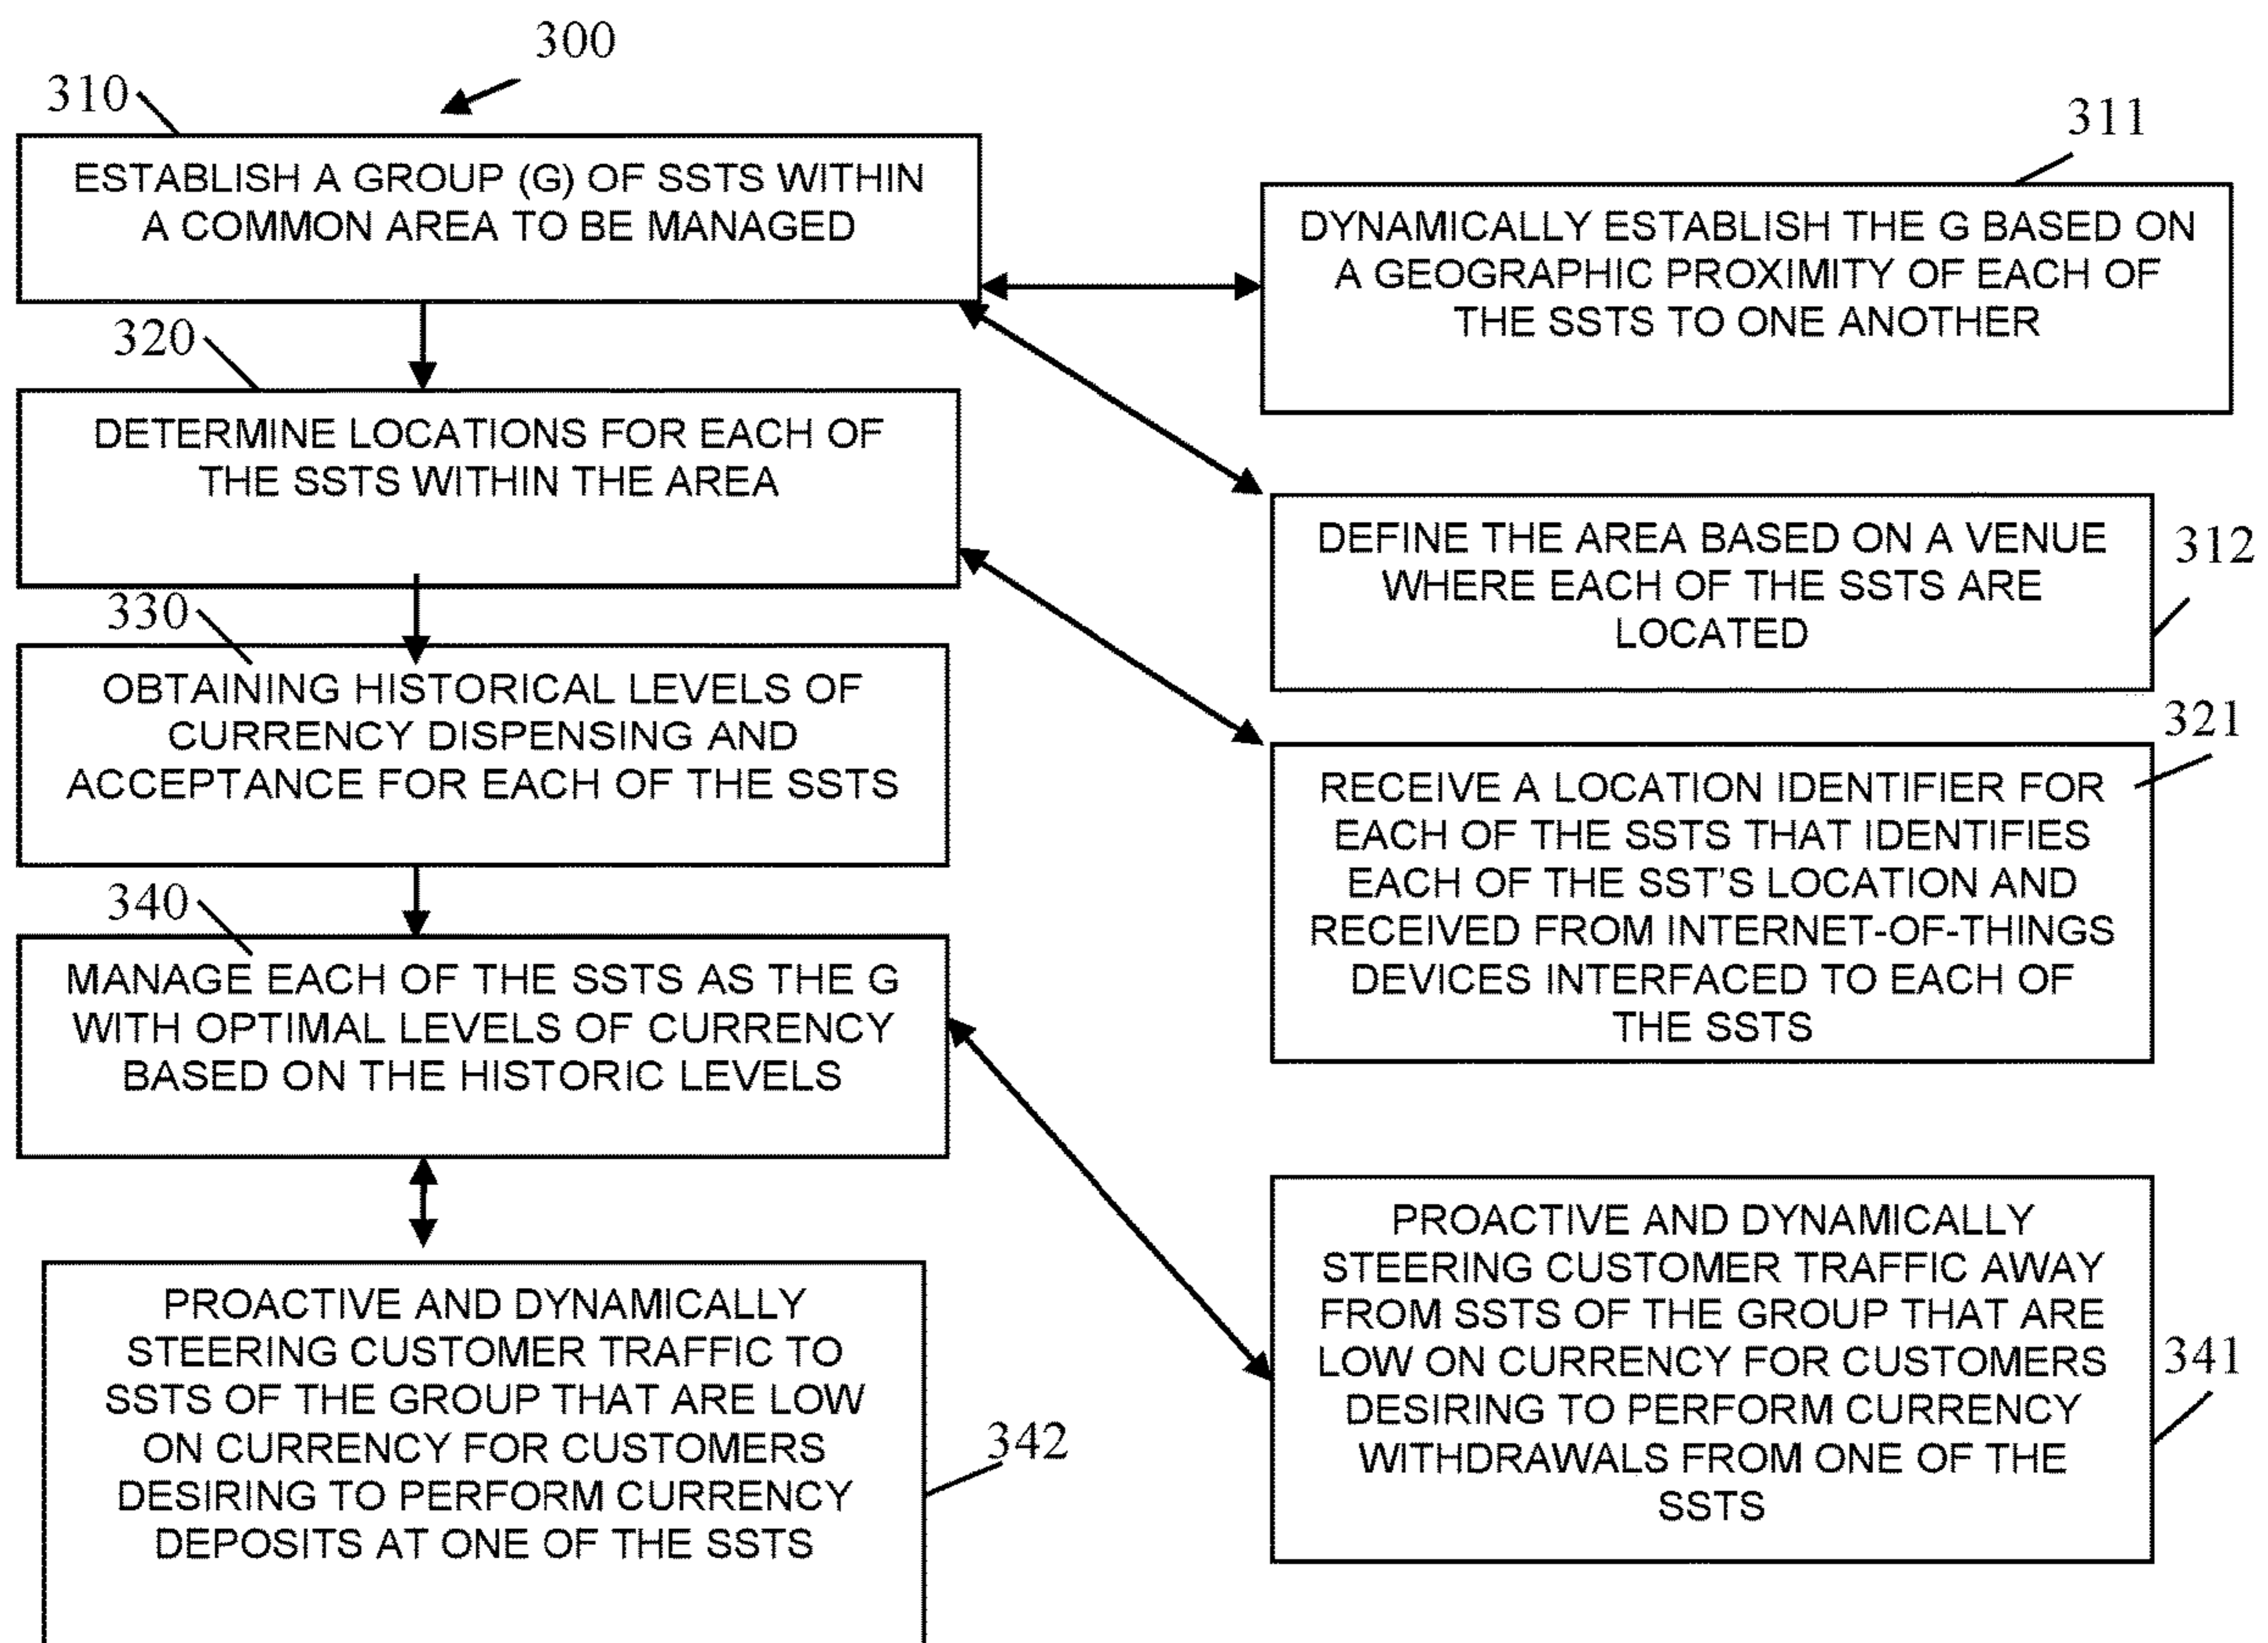 300
310
ESTABLISH A GROUP (G) OF SSTS WITHIN
A COMMON AREA TO BE MANAGED
311
DYNAMICALLY ESTABLISH THE G BASED ON
A GEOGRAPHIC PROXIMITY OF EACH OF
THE SSTS TO ONE ANOTHER
320
DETERMINE LOCATIONS FOR EACH OF
THE SSTS WITHIN THE AREA
312
DEFINE THE AREA BASED ON A VENUE
WHERE EACH OF THE SSTS ARE
LOCATED
330
OBTAINING HISTORICAL LEVELS OF
CURRENCY DISPENSING AND
ACCEPTANCE FOR EACH OF THE SSTS
321
RECEIVE A LOCATION IDENTIFIER FOR
EACH OF THE SSTS THAT IDENTIFIES
EACH OF THE SST'S LOCATION AND
RECEIVED FROM INTERNET-OF-THINGS
DEVICES INTERFACED TO EACH OF
THE SSTS
340
MANAGE EACH OF THE SSTS AS THE G
WITH OPTIMAL LEVELS OF CURRENCY
BASED ON THE HISTORIC LEVELS
341
PROACTIVE AND DYNAMICALLY
STEERING CUSTOMER TRAFFIC AWAY
FROM SSTS OF THE GROUP THAT ARE
LOW ON CURRENCY FOR CUSTOMERS
DESIRING TO PERFORM CURRENCY
WITHDRAWALS FROM ONE OF THE
SSTS
342
PROACTIVE AND DYNAMICALLY
STEERING CUSTOMER TRAFFIC TO
SSTS OF THE GROUP THAT ARE LOW
ON CURRENCY FOR CUSTOMERS
DESIRING TO PERFORM CURRENCY
DEPOSITS AT ONE OF THE SSTS